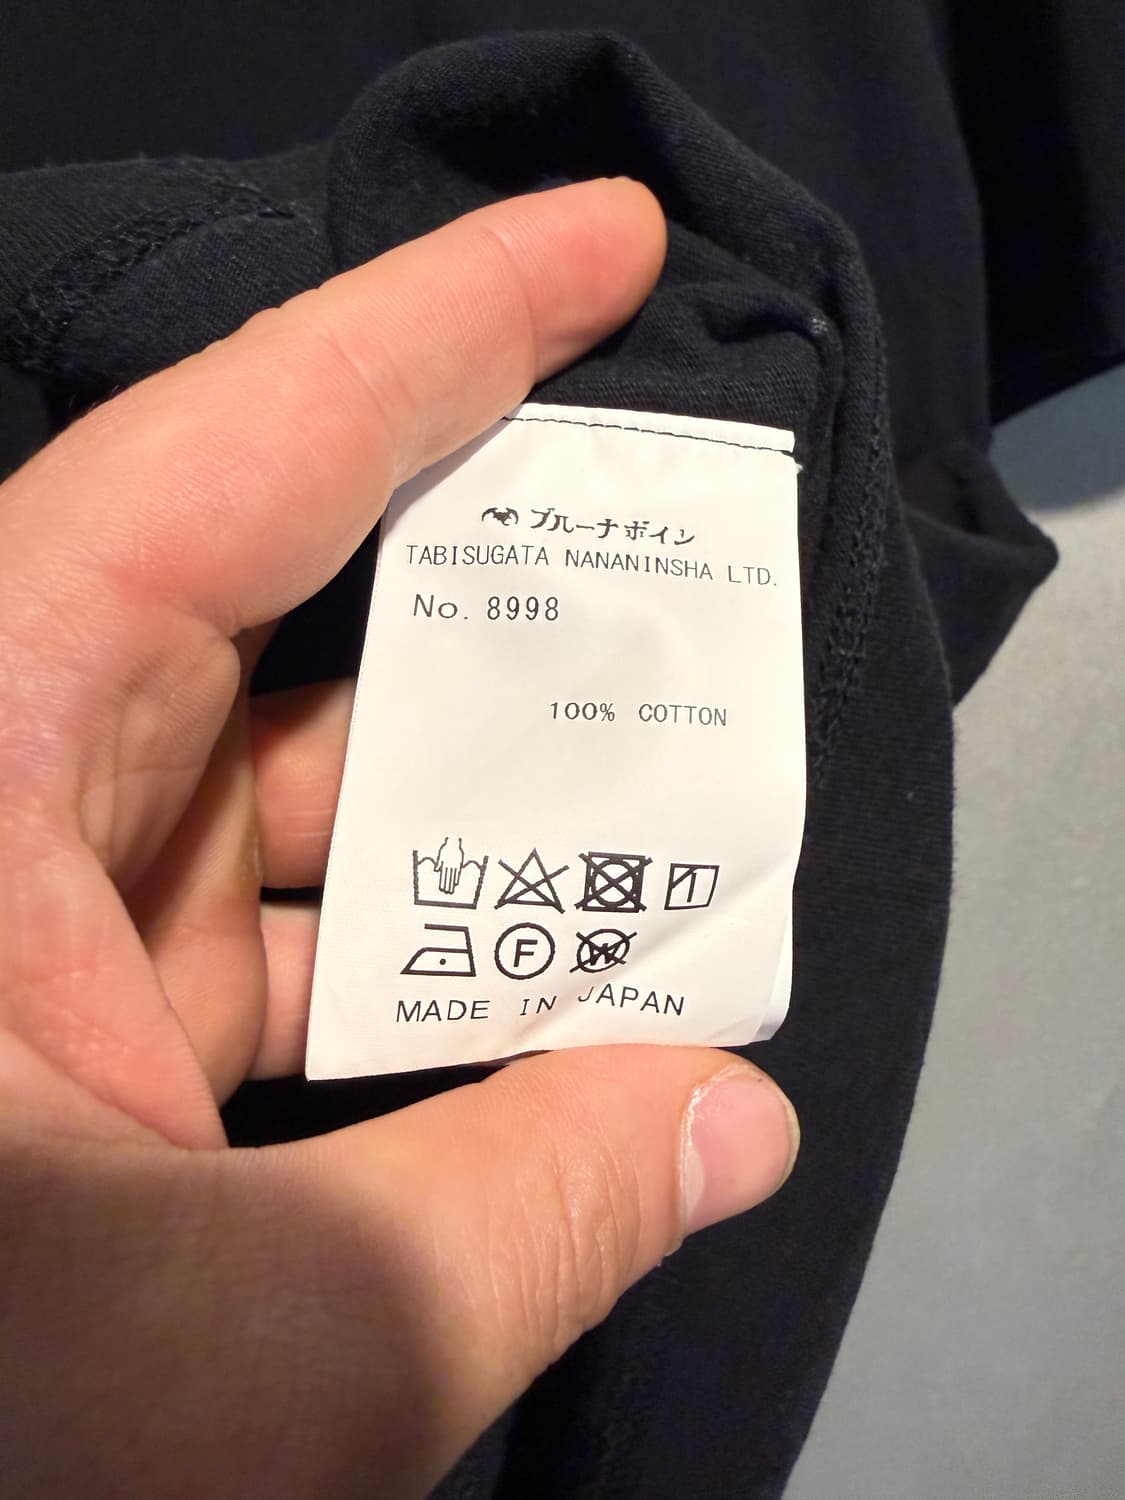 ブルーナボイン
TABISUGATA NANANINSHA LTD.
No. 8998
100% COTTON
F
W
MADE IN JAPAN